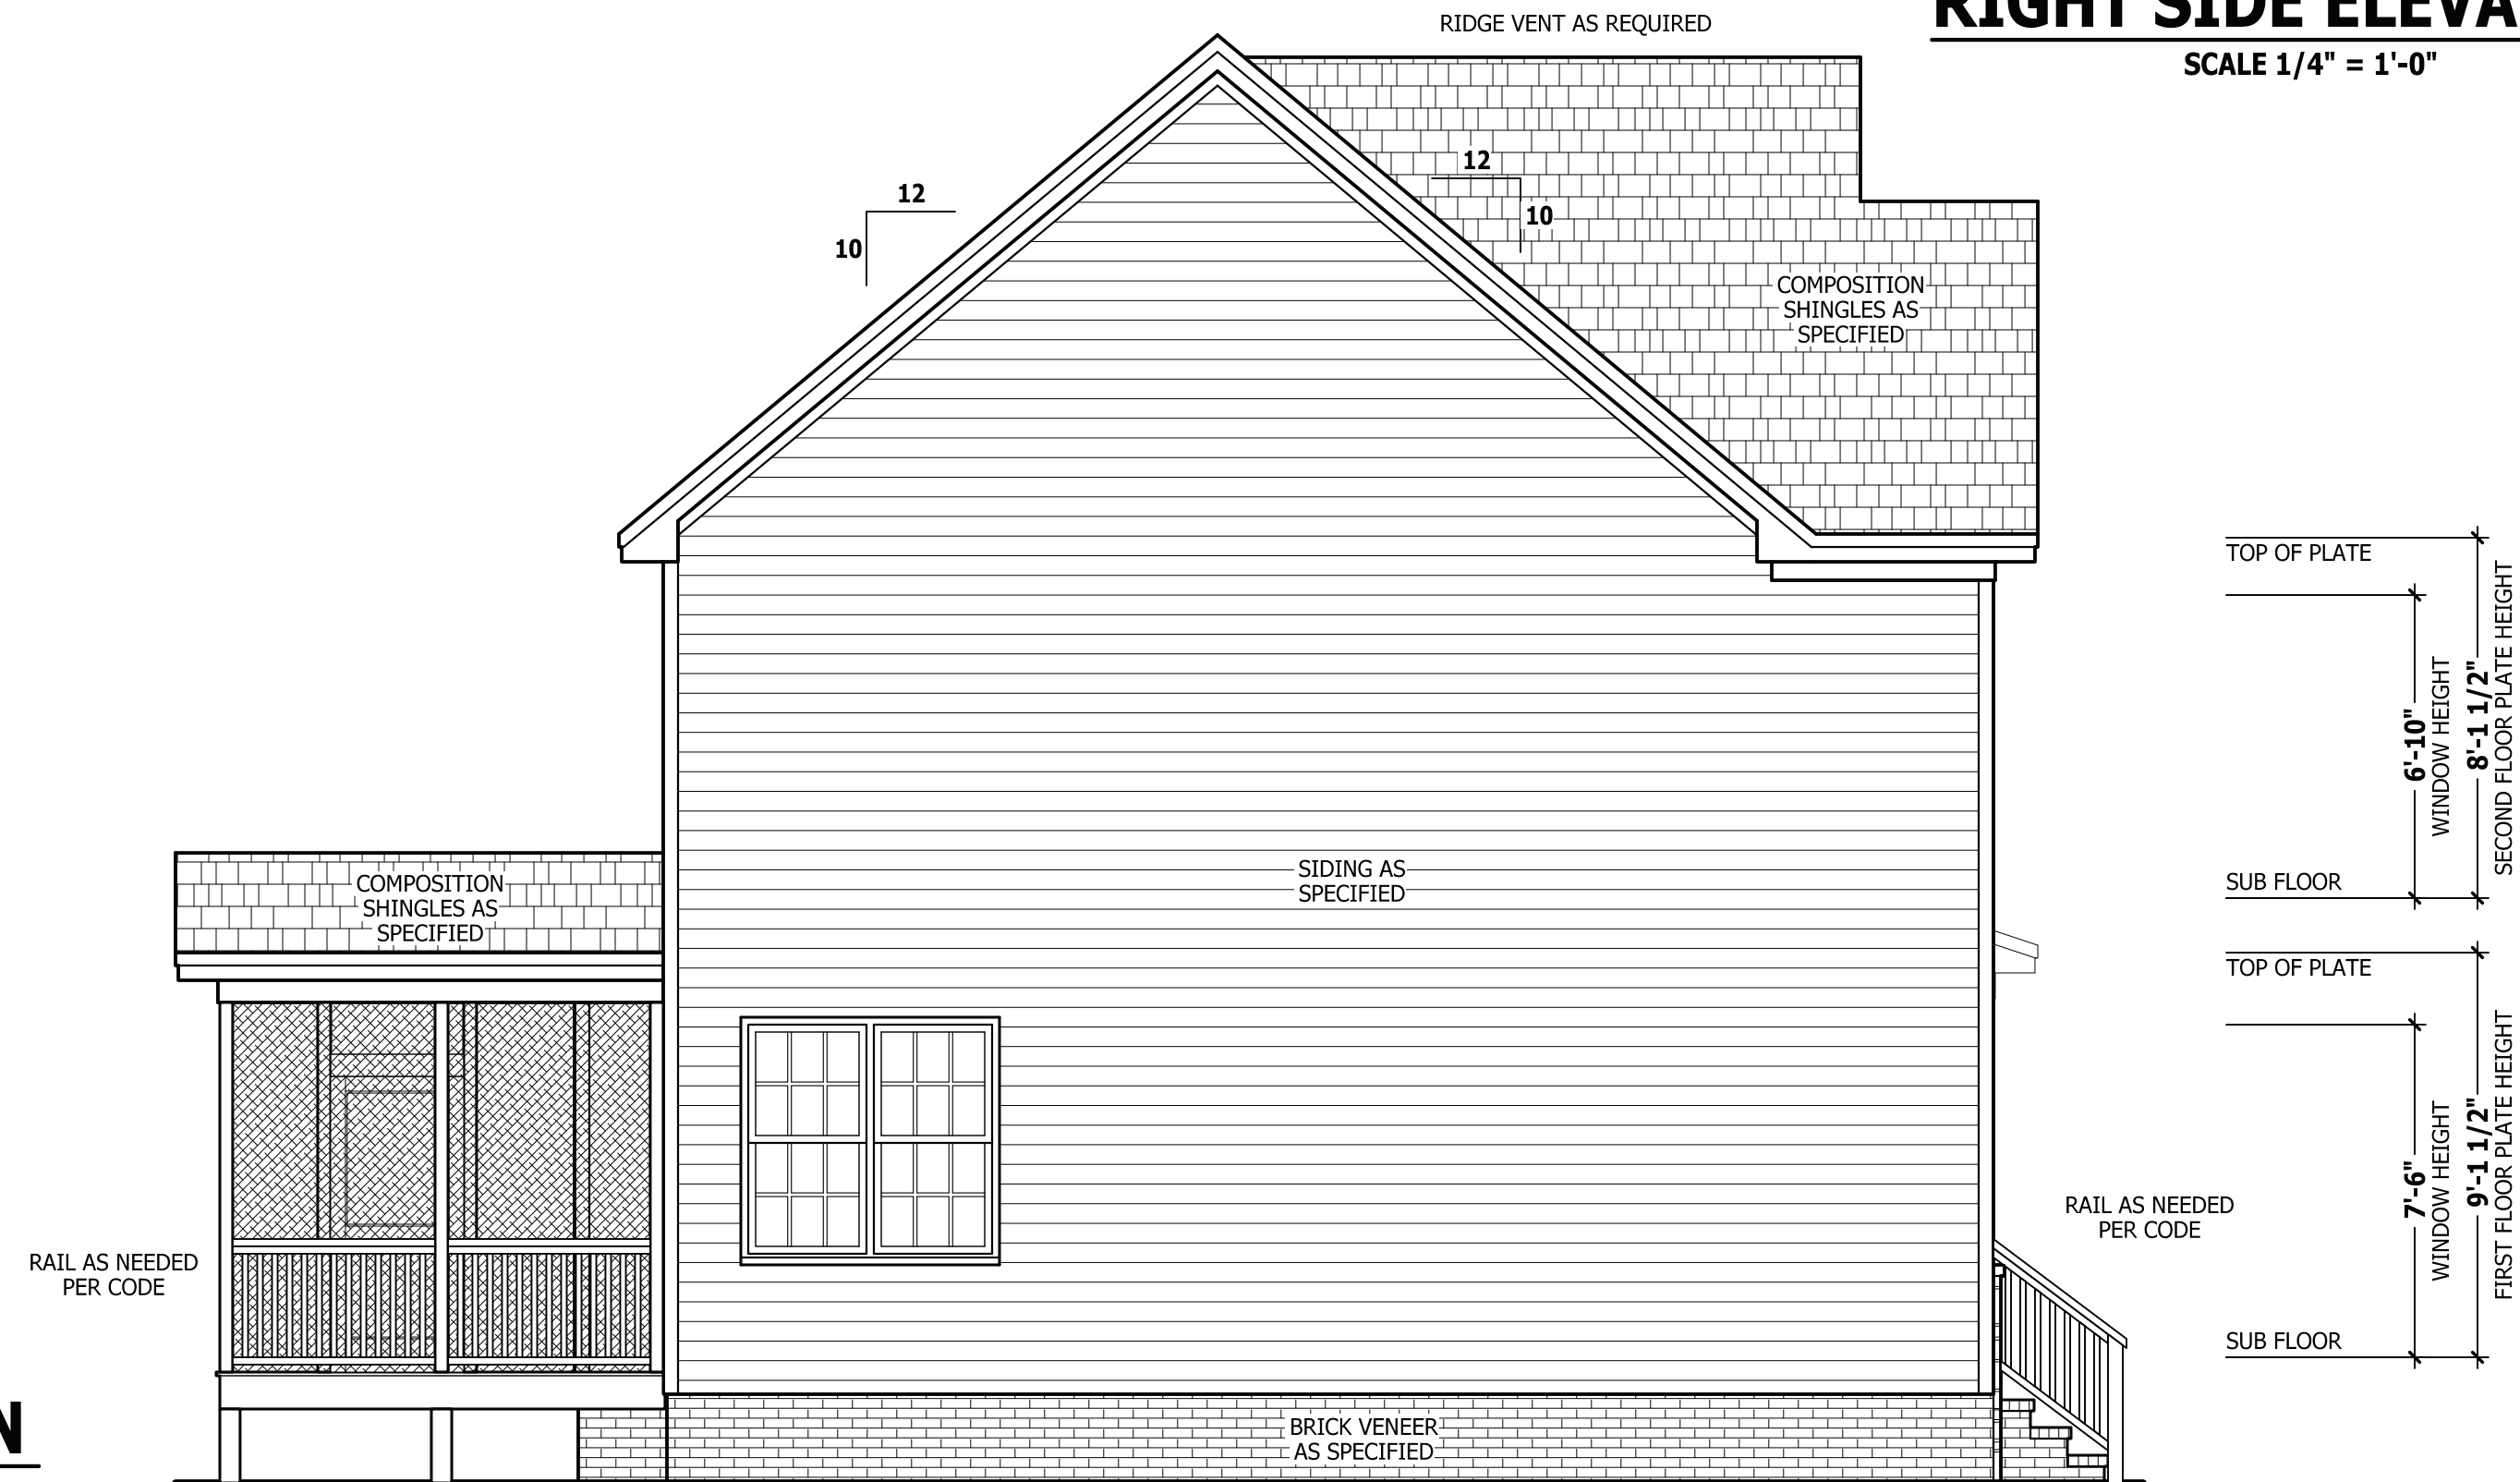 RIDGE VENT AS REQUIRED
RIGHT SIDE ELEVA
SCALE 1/4" = 1'-0"
12
10
12
10
COMPOSITION
SHINGLES AS
SPECIFIED
TOP OF PLATE
6'-10"
WINDOW HEIGHT
8'-1 1/2"
SECOND FLOOR PLATE HEIGHT
SUB FLOOR
COMPOSITION
SHINGLES AS
SPECIFIED
SIDING AS
SPECIFIED
TOP OF PLATE
7'-6"
WINDOW HEIGHT
9'-1 1/2"
FIRST FLOOR PLATE HEIGHT
SUB FLOOR
RAIL AS NEEDED
PER CODE
RAIL AS NEEDED
PER CODE
N
BRICK VENEER
AS SPECIFIED